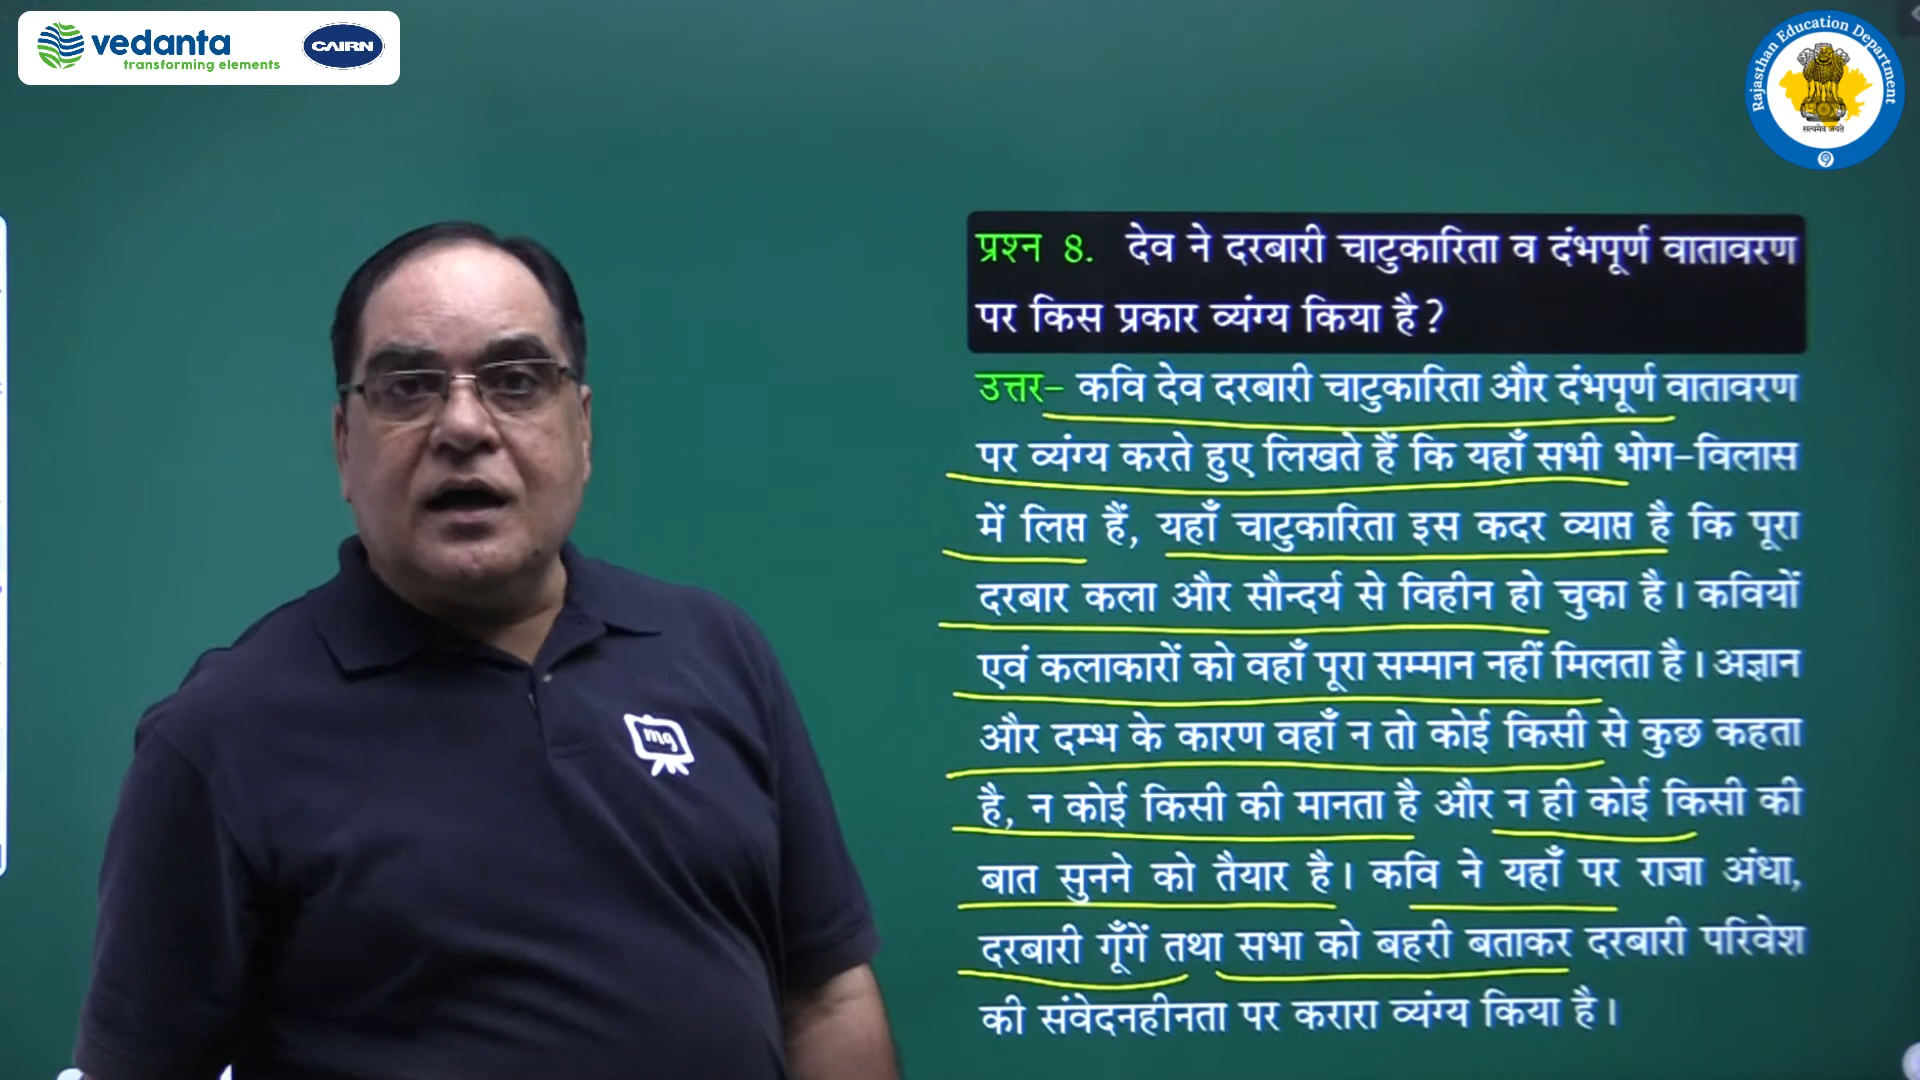 vedanta
transforming elements
CAIRN
Rajasthan Education Department
सत्यमेव जयते
प्रश्न 8. देव ने दरबारी चाटुकारिता व दंभपूर्ण वातावरण
पर किस प्रकार व्यंग्य किया है?
उत्तर– कवि देव दरबारी चाटुकारिता और दंभपूर्ण वातावरण
पर व्यंग्य करते हुए लिखते हैं कि यहाँ सभी भोग–विलास
में लिप्त हैं, यहाँ चाटुकारिता इस कदर व्याप्त है कि पूरा
दरबार कला और सौन्दर्य से विहीन हो चुका है। कवियों
एवं कलाकारों को वहाँ पूरा सम्मान नहीं मिलता है। अज्ञान
और दम्भ के कारण वहाँ न तो कोई किसी से कुछ कहता
है, न कोई किसी की मानता है और न ही कोई किसी की
बात सुनने को तैयार है। कवि ने यहाँ पर राजा अंधा,
दरबारी गूँगें तथा सभा को बहरी बताकर दरबारी परिवेश
की संवेदनहीनता पर करारा व्यंग्य किया है।
mg